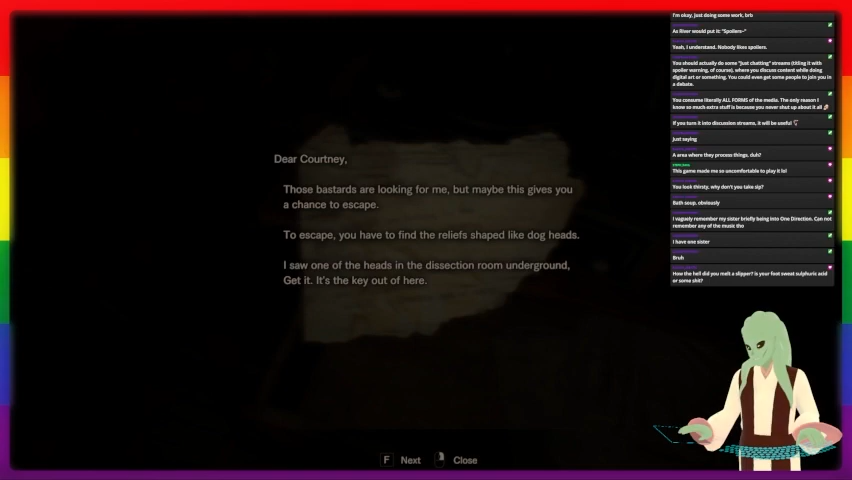 Dear Courtney,
Those bastards are looking for me, but maybe this gives you
a chance to escape.
To escape, you have to find the reliefs shaped like dog heads.
I saw one of the heads in the dissection room underground,
Get it. It's the key out of here.
F Next Close
I'm okay, just doing some work, brb
As River would put it: "Spoilers~"
Yeah, I understand. Nobody likes spoilers.
You should actually do some "Just chatting" streams (titling it with
spoiler warning, of course), where you discuss content while doing
digital art or something. You could even get some people to join you in
a debate.
You consume literally ALL FORMS of the media. The only reason I
know so much extra stuff is because you never shut up about it all
If you turn it into discussion streams, it will be useful
Just saying
A area where they process things, duh?
This game made me so uncomfortable to play it lol
You look thirsty, why don't you take sip?
Bath soup, obviously
I vaguely remember my sister briefly being into One Direction. Can not
remember any of the music tho
I have one sister
Bruh
How the hell did you melt a slipper? Is your foot sweat sulphuric acid
or some shit?